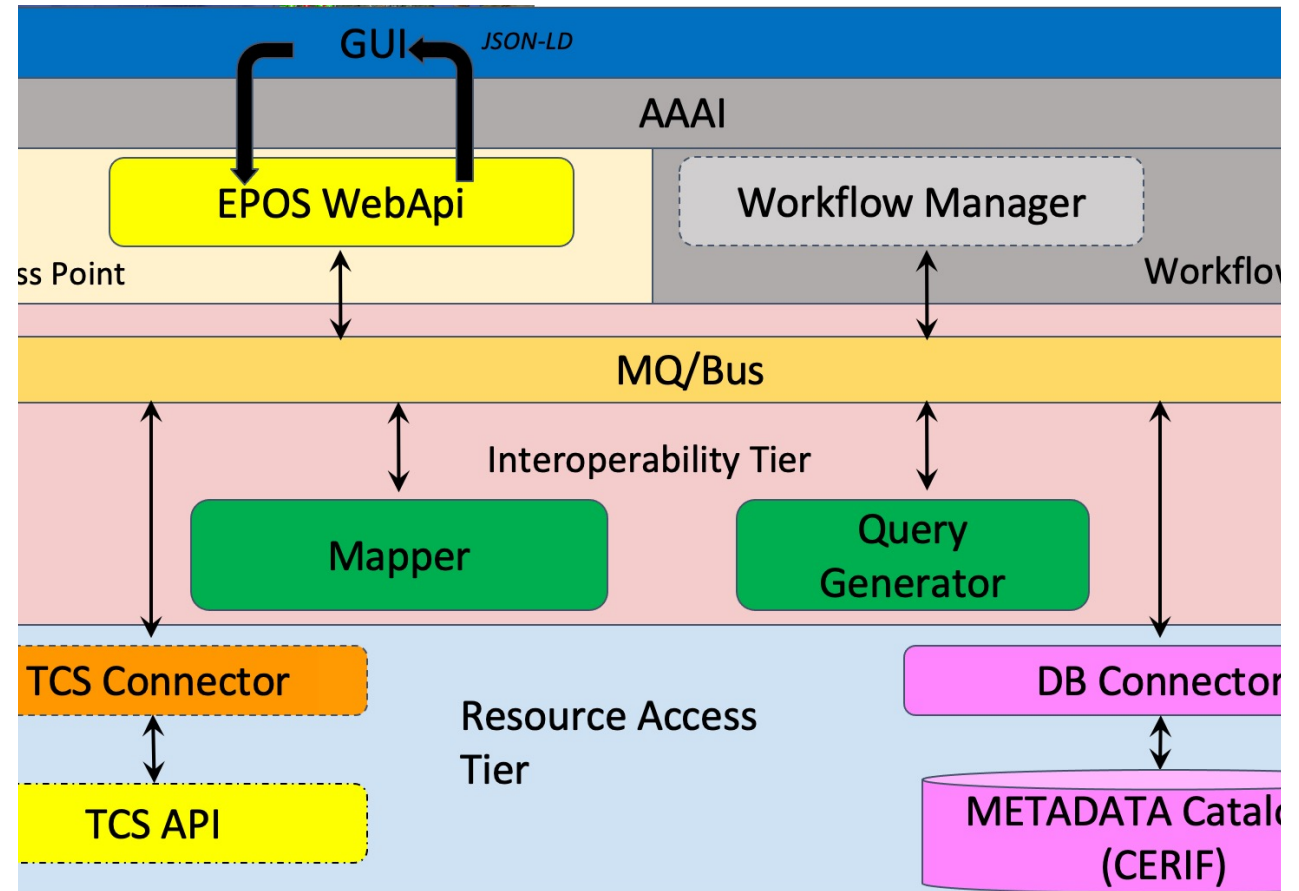 GUI JSON-LD
AAAI
EPOS WebApi
Workflow Manager
ss Point
Workflo
MQ/Bus
Interoperability Tier
Mapper
Query
Generator
TCS Connector
DB Connector
Resource Access
Tier
TCS API
METADATA Catalo
(CERIF)